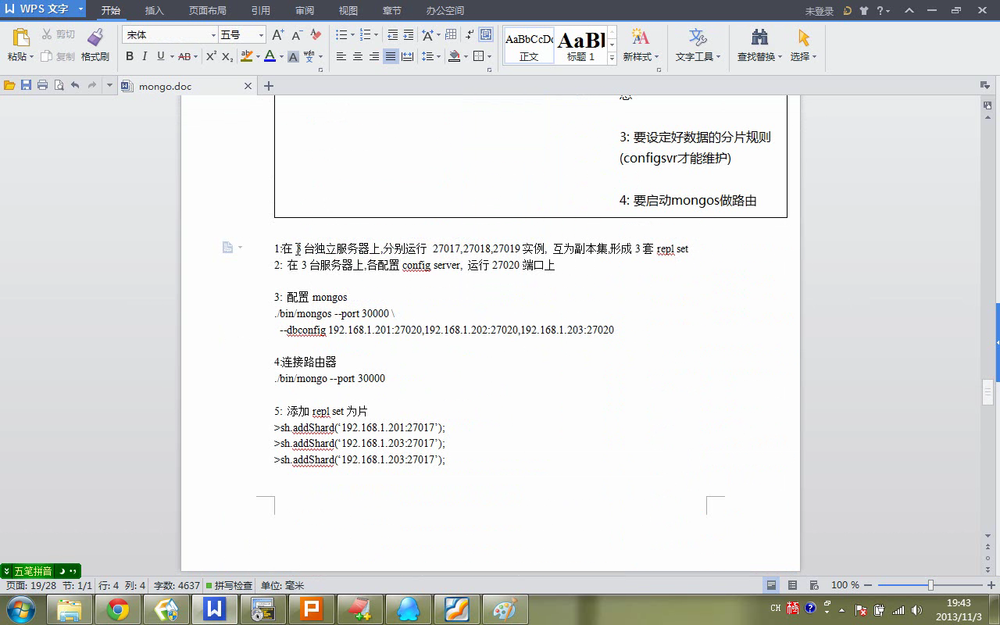 WPS 文字
开始 插入 页面布局 引用 审阅 视图 章节 办公空间
未登录
粘贴 剪切 复制 格式刷
宋体 五号
B I U AB X² X₂ A A wén
AaBbCcDc AaBl
正文 标题 1
新样式 文字工具 查找替换 选择
mongo.doc
3: 要设定好数据的分片规则
(configsvr才能维护)
4: 要启动mongos做路由
1:在 3 台独立服务器上,分别运行 27017,27018,27019 实例, 互为副本集,形成 3 套 repl set
2: 在 3 台服务器上,各配置 config server, 运行 27020 端口上
3: 配置 mongos
./bin/mongos --port 30000 \
--dbconfig 192.168.1.201:27020,192.168.1.202:27020,192.168.1.203:27020
4:连接路由器
./bin/mongo --port 30000
5: 添加 repl set 为片
>sh.addShard(‘192.168.1.201:27017’);
>sh.addShard(‘192.168.1.203:27017’);
>sh.addShard(‘192.168.1.203:27017’);
五笔拼音
页面: 19/28 节: 1/1 行: 4 列: 4 字数: 4637 拼写检查 单位: 毫米
100 %
CH
19:43
2013/11/3